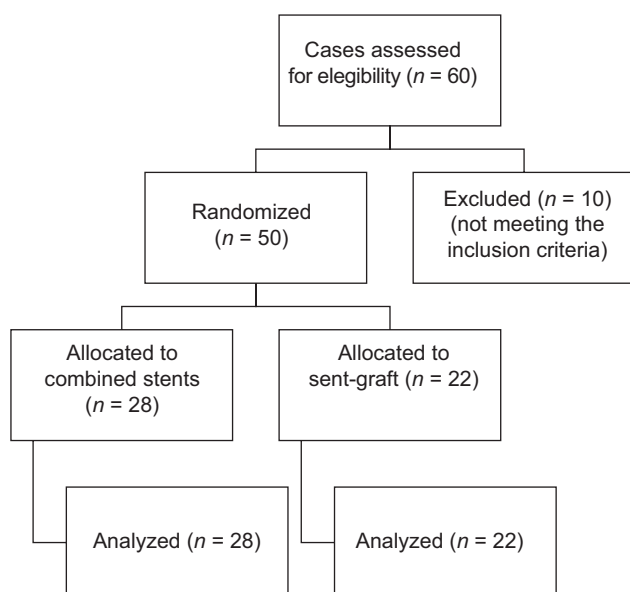 Cases assessed
for elegibility (n = 60)
Randomized
(n = 50)
Excluded (n = 10)
(not meeting the
inclusion criteria)
Allocated to
combined stents
(n = 28)
Allocated to
sent-graft (n = 22)
Analyzed (n = 28)
Analyzed (n = 22)